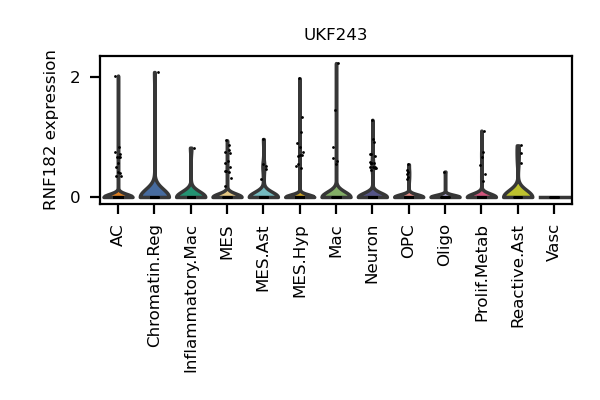 UKF243
RNF182 expression
2
0
AC
Chromatin.Reg
Inflammatory.Mac
MES
MES.Ast
MES.Hyp
Mac
Neuron
OPC
Oligo
Prolif.Metab
Reactive.Ast
Vasc